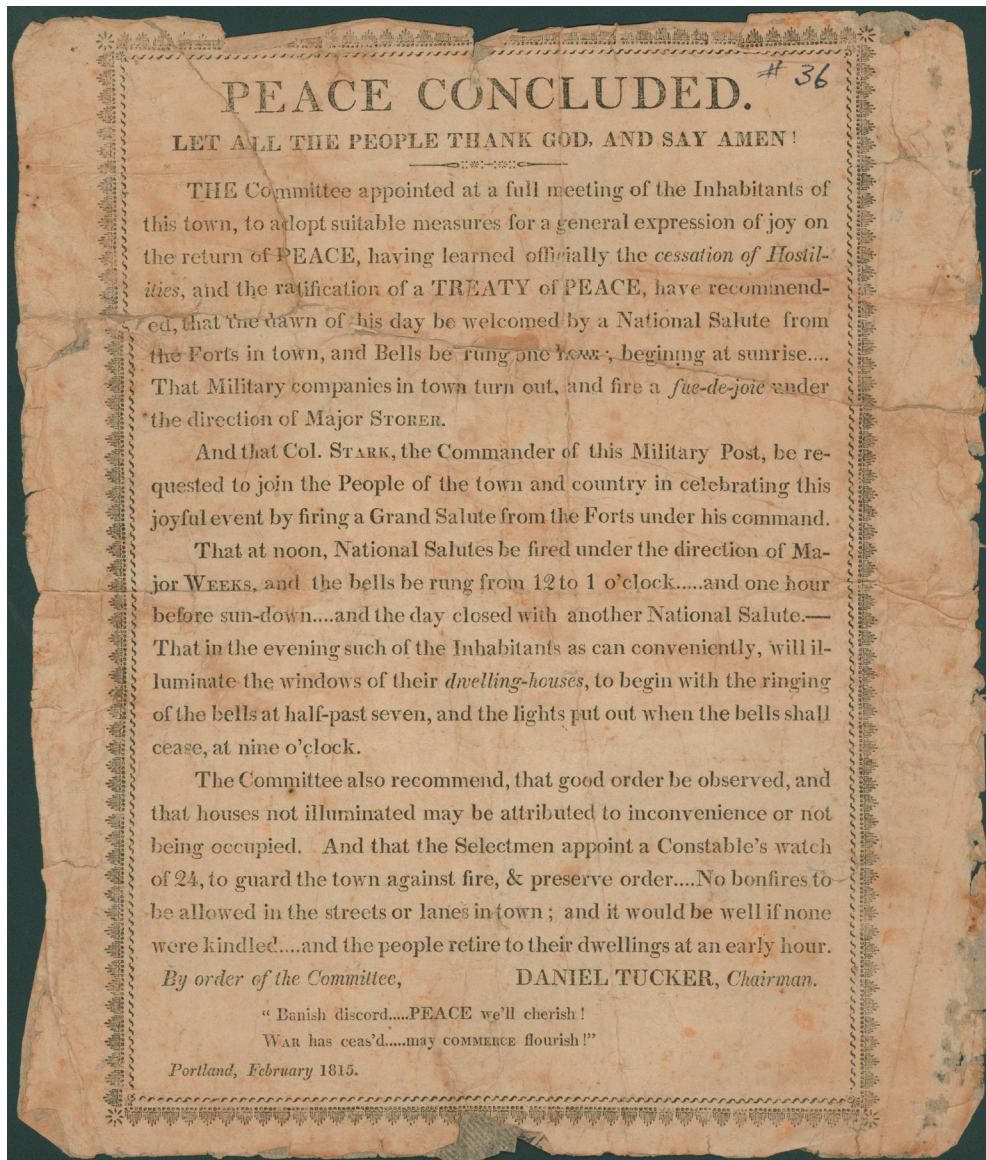 # 36
PEACE CONCLUDED.
LET ALL THE PEOPLE THANK GOD, AND SAY AMEN!
THE Committee appointed at a full meeting of the Inhabitants of
this town, to adopt suitable measures for a general expression of joy on
the return of PEACE, having learned officially the cessation of Hostil-
ities, and the ratification of a TREATY of PEACE, have recommend-
ed, that the dawn of his day be welcomed by a National Salute from
the Forts in town, and Bells be rung one hour, begining at sunrise....
That Military companies in town turn out, and fire a fue-de-joie under
the direction of Major STORER.
And that Col. STARK, the Commander of this Military Post, be re-
quested to join the People of the town and country in celebrating this
joyful event by firing a Grand Salute from the Forts under his command.
That at noon, National Salutes be fired under the direction of Ma-
jor WEEKS, and the bells be rung from 12 to 1 o'clock.....and one hour
before sun-down....and the day closed with another National Salute.—
That in the evening such of the Inhabitants as can conveniently, will il-
luminate the windows of their dwelling-houses, to begin with the ringing
of the bells at half-past seven, and the lights put out when the bells shall
cease, at nine o'clock.
The Committee also recommend, that good order be observed, and
that houses not illuminated may be attributed to inconvenience or not
being occupied. And that the Selectmen appoint a Constable's watch
of 24, to guard the town against fire, & preserve order....No bonfires to
be allowed in the streets or lanes in town; and it would be well if none
were kindled....and the people retire to their dwellings at an early hour.
By order of the Committee, DANIEL TUCKER, Chairman.
" Banish discord.....PEACE we'll cherish!
WAR has ceas'd.....may COMMERCE flourish!"
Portland, February 1815.